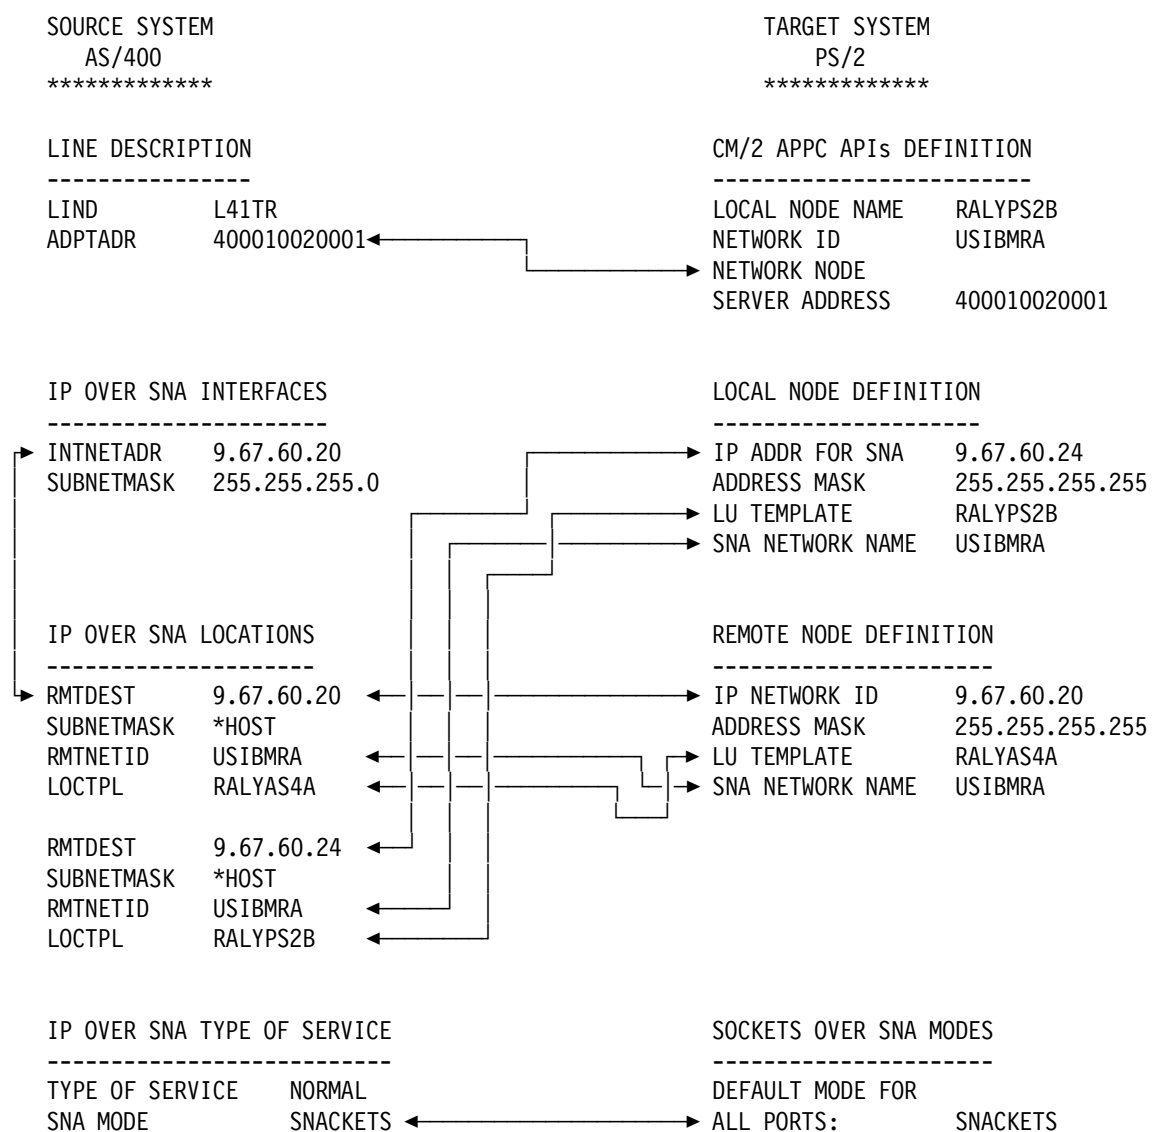 SOURCE SYSTEM TARGET SYSTEM
AS/400 PS/2
************* *************
LINE DESCRIPTION CM/2 APPC APIs DEFINITION
---------------- -------------------------
LIND L41TR LOCAL NODE NAME RALYPS2B
ADPTADR 400010020001 NETWORK ID USIBMRA
NETWORK NODE
SERVER ADDRESS 400010020001
IP OVER SNA INTERFACES LOCAL NODE DEFINITION
---------------------- ---------------------
INTNETADR 9.67.60.20 IP ADDR FOR SNA 9.67.60.24
SUBNETMASK 255.255.255.0 ADDRESS MASK 255.255.255.255
LU TEMPLATE RALYPS2B
SNA NETWORK NAME USIBMRA
IP OVER SNA LOCATIONS REMOTE NODE DEFINITION
--------------------- ----------------------
RMTDEST 9.67.60.20 IP NETWORK ID 9.67.60.20
SUBNETMASK *HOST ADDRESS MASK 255.255.255.255
RMTNETID USIBMRA LU TEMPLATE RALYAS4A
LOCTPL RALYAS4A SNA NETWORK NAME USIBMRA
RMTDEST 9.67.60.24
SUBNETMASK *HOST
RMTNETID USIBMRA
LOCTPL RALYPS2B
IP OVER SNA TYPE OF SERVICE SOCKETS OVER SNA MODES
--------------------------- ----------------------
TYPE OF SERVICE NORMAL DEFAULT MODE FOR
SNA MODE SNACKETS ALL PORTS: SNACKETS